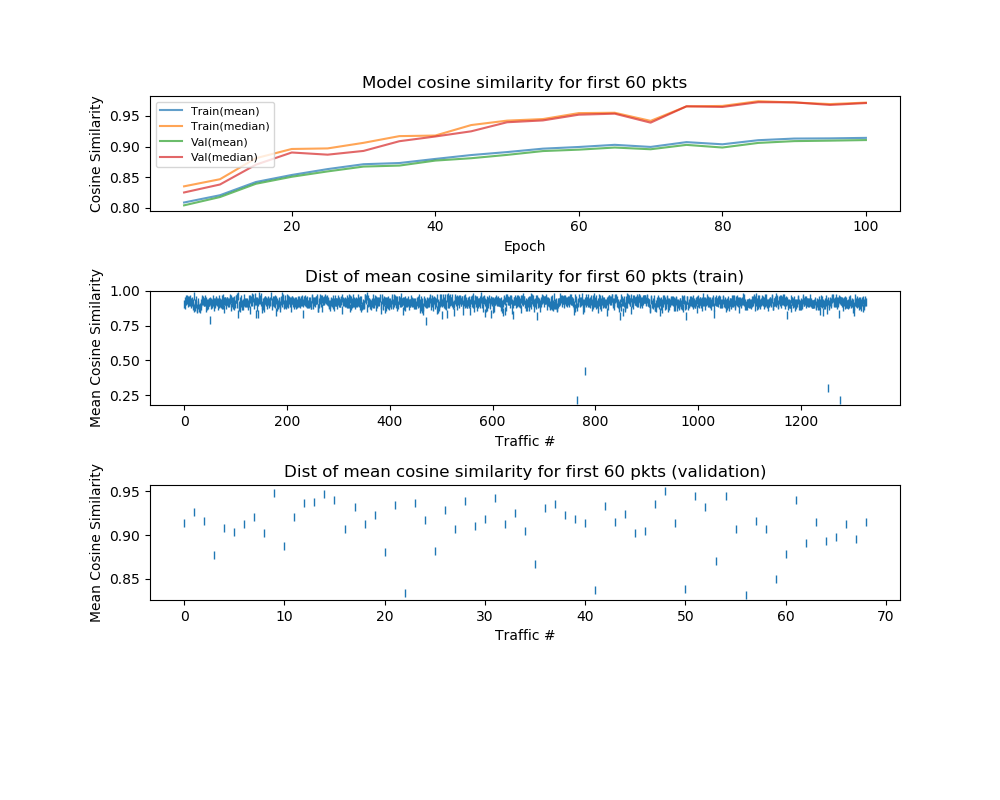 Model cosine similarity for first 60 pkts
Cosine Similarity
0.95
0.90
0.85
0.80
Train(mean)
Train(median)
Val(mean)
Val(median)
20 40 60 80 100
Epoch
Dist of mean cosine similarity for first 60 pkts (train)
Mean Cosine Similarity
1.00
0.75
0.50
0.25
0 200 400 600 800 1000 1200
Traffic #
Dist of mean cosine similarity for first 60 pkts (validation)
Mean Cosine Similarity
0.95
0.90
0.85
0 10 20 30 40 50 60 70
Traffic #